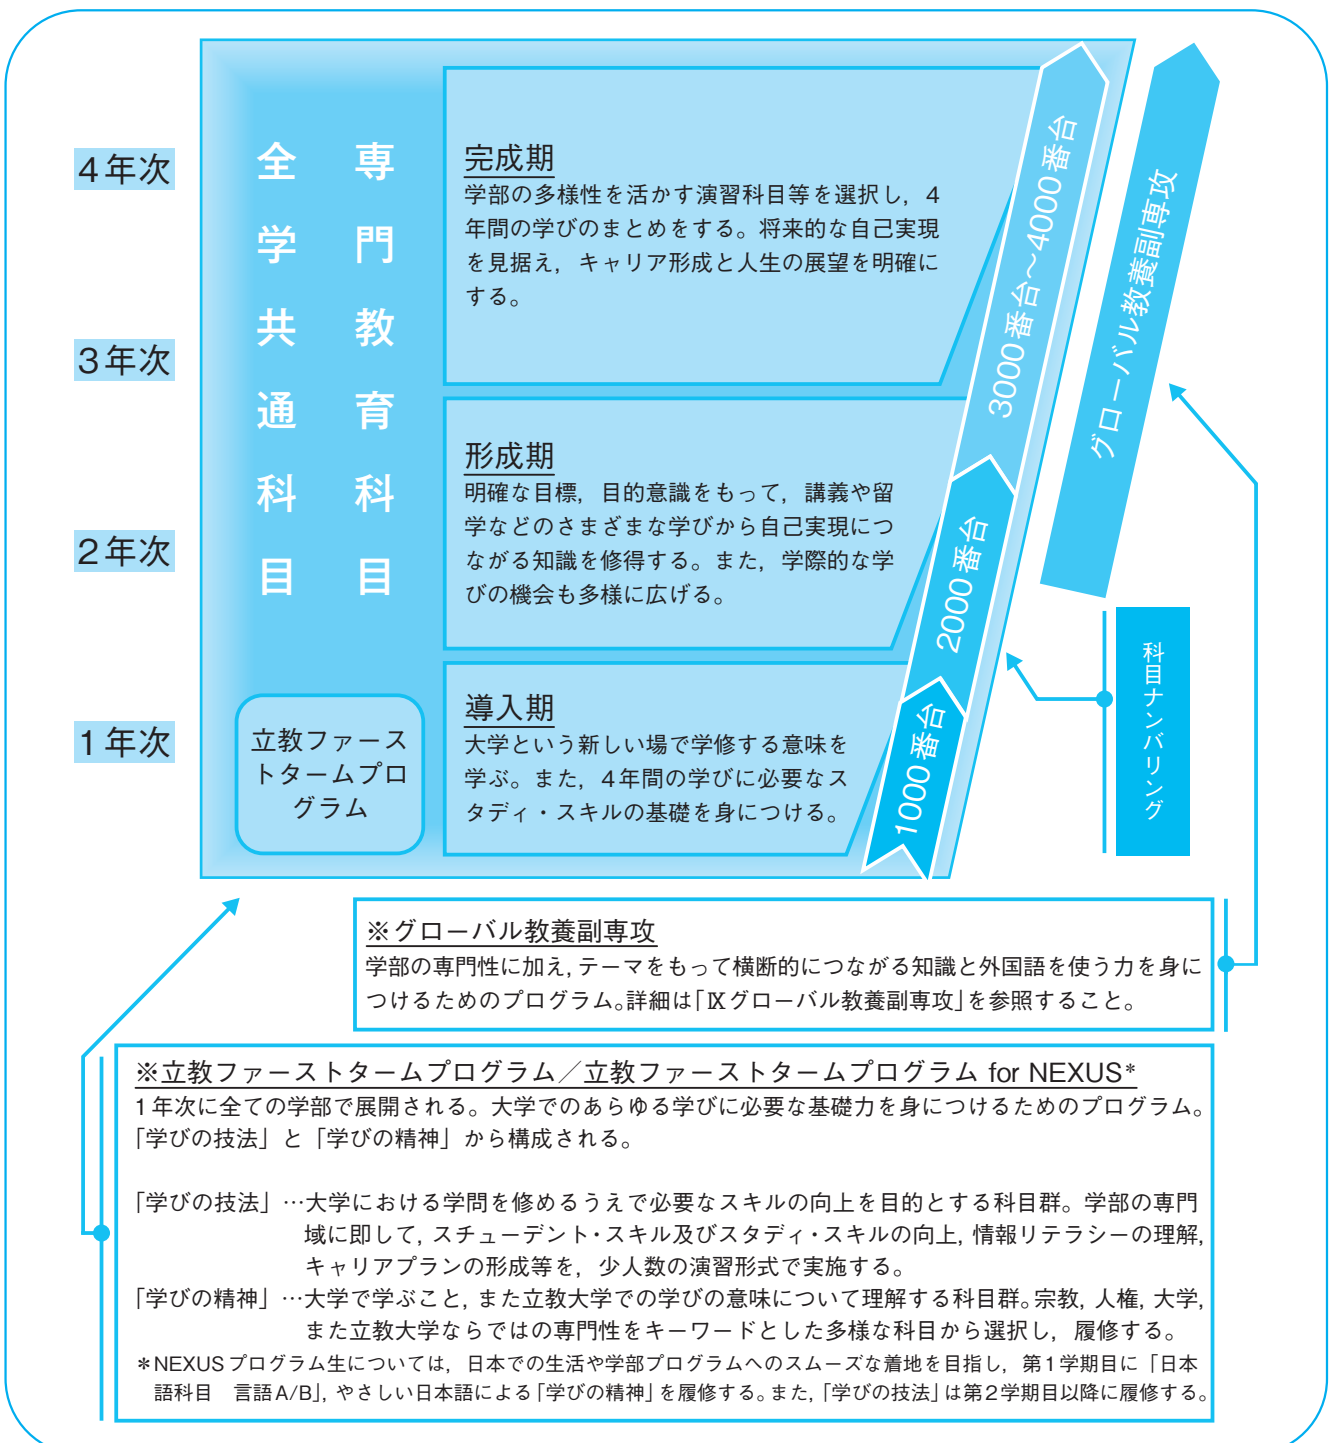 4年次
3年次
2年次
1年次
全学共通科目
専門教育科目
立教ファース
トタームプロ
グラム
完成期
学部の多様性を活かす演習科目等を選択し，4
年間の学びのまとめをする。将来的な自己実現
を見据え，キャリア形成と人生の展望を明確に
する。
形成期
明確な目標，目的意識をもって，講義や留
学などのさまざまな学びから自己実現につ
ながる知識を修得する。また，学際的な学
びの機会も多様に広げる。
導入期
大学という新しい場で学修する意味を
学ぶ。また，4年間の学びに必要なス
タディ・スキルの基礎を身につける。
3000番台～4000番台
2000番台
1000番台
グローバル教養副専攻
科目ナンバリング
※グローバル教養副専攻
学部の専門性に加え，テーマをもって横断的につながる知識と外国語を使う力を身に
つけるためのプログラム。詳細は「Ⅸグローバル教養副専攻」を参照すること。
※立教ファーストタームプログラム／立教ファーストタームプログラム for NEXUS*
1年次に全ての学部で展開される。大学でのあらゆる学びに必要な基礎力を身につけるためのプログラム。
「学びの技法」と「学びの精神」から構成される。
「学びの技法」…大学における学問を修めるうえで必要なスキルの向上を目的とする科目群。学部の専門
域に即して，スチューデント・スキル及びスタディ・スキルの向上，情報リテラシーの理解，
キャリアプランの形成等を，少人数の演習形式で実施する。
「学びの精神」…大学で学ぶこと，また立教大学での学びの意味について理解する科目群。宗教，人権，大学，
また立教大学ならではの専門性をキーワードとした多様な科目から選択し，履修する。
＊NEXUSプログラム生については，日本での生活や学部プログラムへのスムーズな着地を目指し，第1学期目に「日本
語科目　言語A/B」，やさしい日本語による「学びの精神」を履修する。また，「学びの技法」は第2学期目以降に履修する。